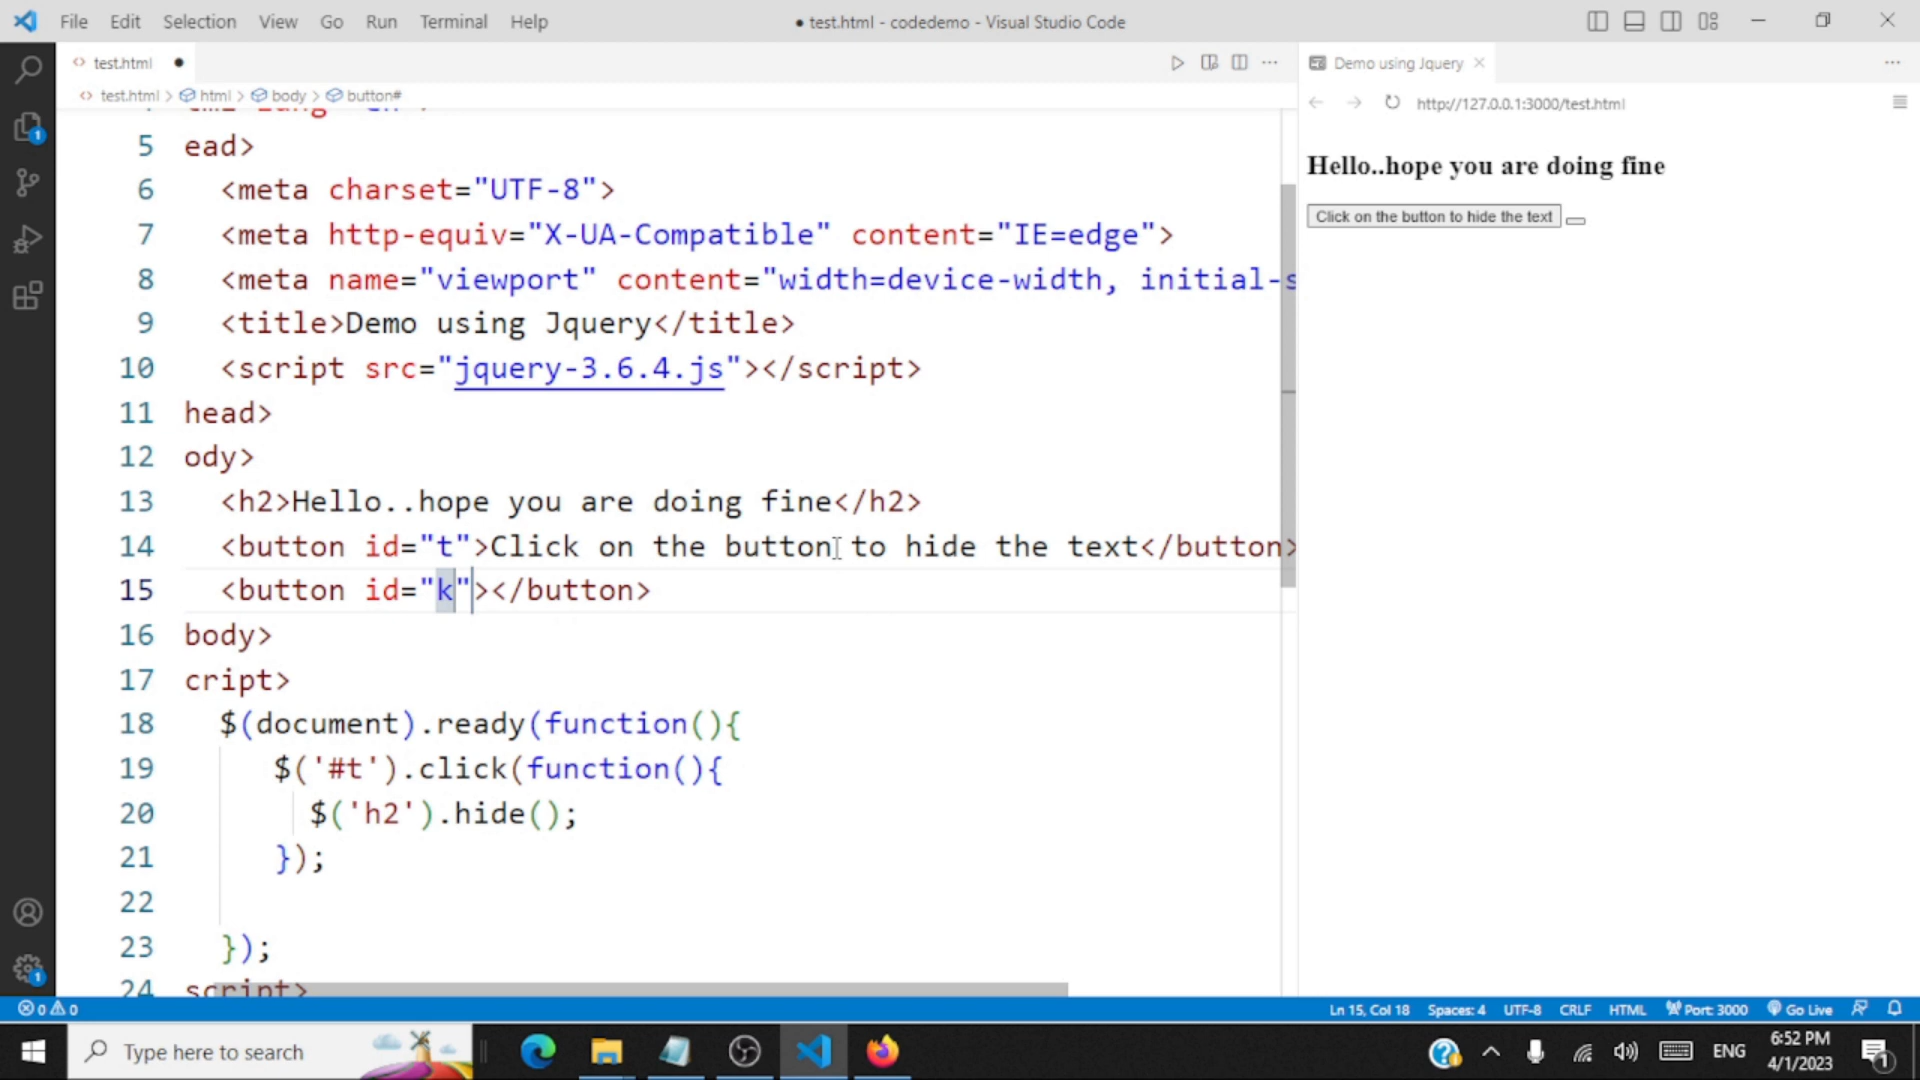 File Edit Selection View Go Run Terminal Help
● test.html - codedemo - Visual Studio Code
test.html ●
Demo using Jquery
test.html > html > body > button#
http://127.0.0.1:3000/test.html
5 ead>
6 <meta charset="UTF-8">
7 <meta http-equiv="X-UA-Compatible" content="IE=edge">
8 <meta name="viewport" content="width=device-width, initial-s
9 <title>Demo using Jquery</title>
10 <script src="jquery-3.6.4.js"></script>
11 head>
12 ody>
13 <h2>Hello..hope you are doing fine</h2>
14 <button id="t">Click on the button to hide the text</button>
15 <button id="k"></button>
16 body>
17 cript>
18 $(document).ready(function(){
19 $('#t').click(function(){
20 $('h2').hide();
21 });
22
23 });
24 script>
Hello..hope you are doing fine
Click on the button to hide the text
1
1
0 0
Ln 15, Col 18 Spaces: 4 UTF-8 CRLF HTML Port: 3000 Go Live
Type here to search
ENG
6:52 PM
4/1/2023
1